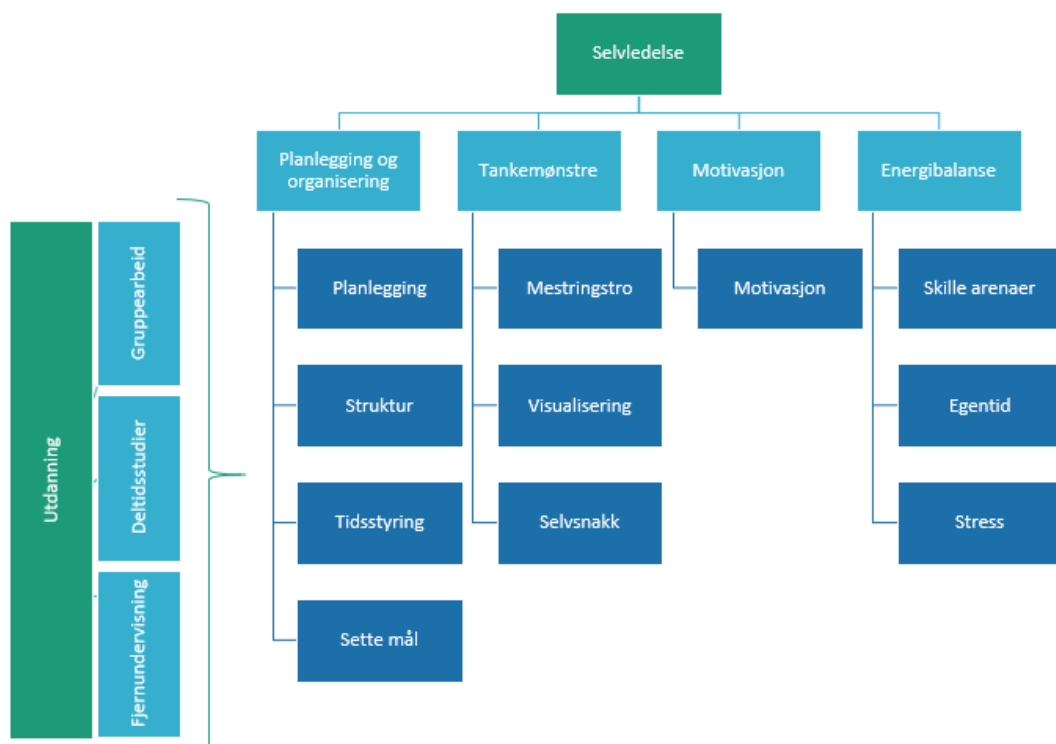 Selvledelse
Planlegging og
organisering
Tankemønstre
Motivasjon
Energibalanse
Planlegging
Mestringstro
Motivasjon
Skille arenaer
Struktur
Visualisering
Egentid
Tidsstyring
Selvsnakk
Stress
Sette mål
Utdanning
Gruppearbeid
Deltidsstudier
Fjernundervisning